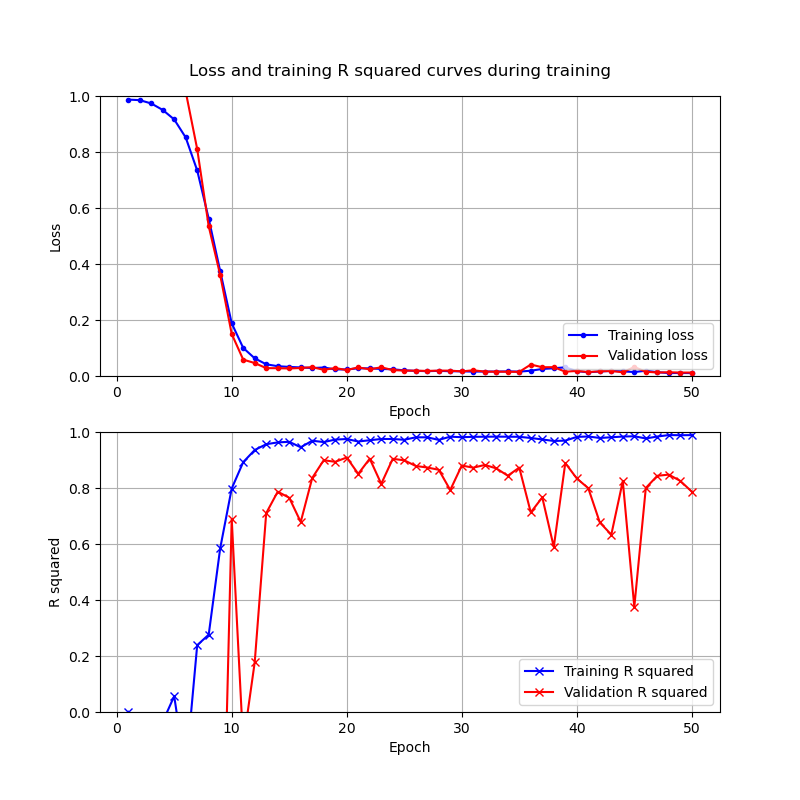 Loss and training R squared curves during training
1.0
0.8
0.6
0.4
0.2
0.0
Loss
0 10 20 30 40 50
Epoch
Training loss
Validation loss
1.0
0.8
0.6
0.4
0.2
0.0
R squared
0 10 20 30 40 50
Epoch
Training R squared
Validation R squared